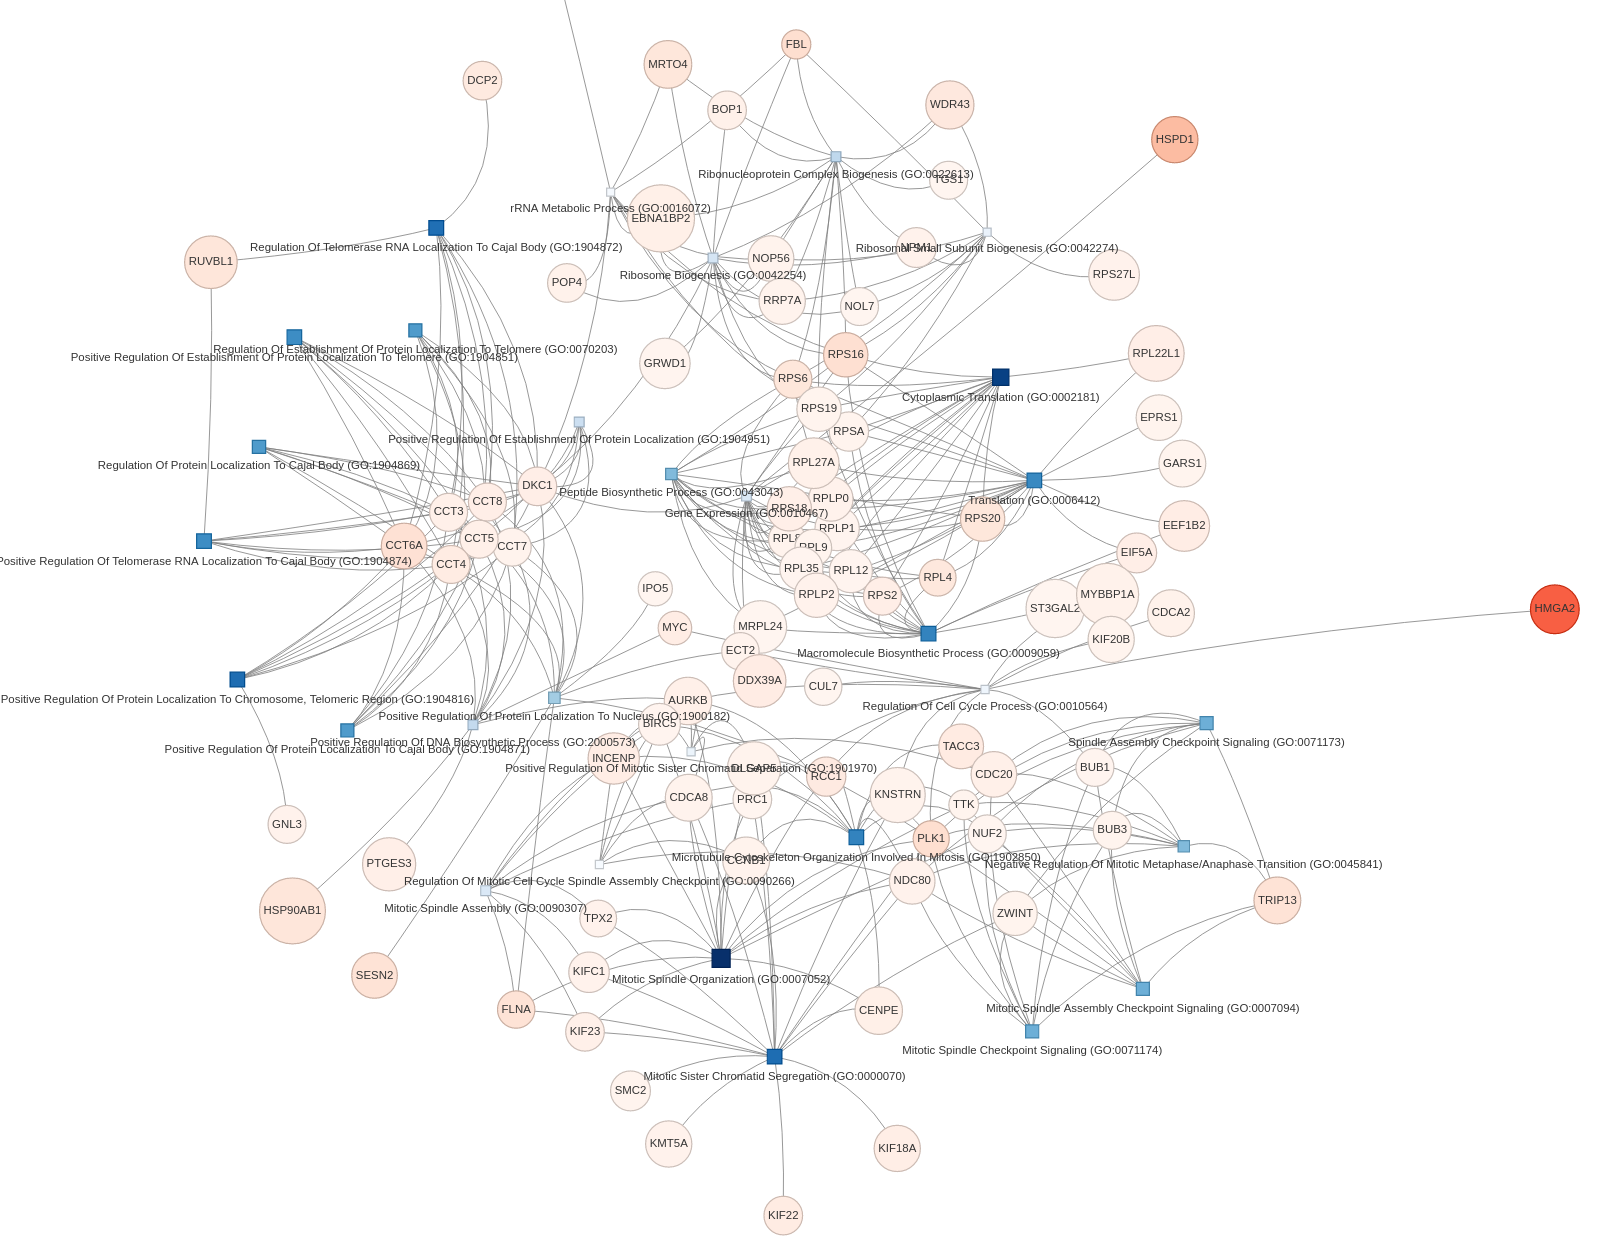 FBL
MRTO4
DCP2
WDR43
BOP1
HSPD1
Ribonucleoprotein Complex Biogenesis (GO:0022613)
TGS1
rRNA Metabolic Process (GO:0016072)
EBNA1BP2
Regulation Of Telomerase RNA Localization To Cajal Body (GO:1904872)
Ribosomal Small Subunit Biogenesis (GO:0042274)
NPM1
RUVBL1
NOP56
Ribosome Biogenesis (GO:0042254)
RPS27L
POP4
RRP7A
NOL7
Regulation Of Establishment Of Protein Localization To Telomere (GO:0070203)
Positive Regulation Of Establishment Of Protein Localization To Telomere (GO:1904851)
RPS16
RPL22L1
GRWD1
RPS6
Cytoplasmic Translation (GO:0002181)
RPS19
EPRS1
RPSA
Positive Regulation Of Establishment Of Protein Localization (GO:1904951)
RPL27A
GARS1
Regulation Of Protein Localization To Cajal Body (GO:1904869)
DKC1
Peptide Biosynthetic Process (GO:0043043)
RPLP0
Translation (GO:0006412)
CCT8
CCT3
RPS18
Gene Expression (GO:0010467)
RPS20
EEF1B2
RPLP1
CCT5
CCT6A
CCT7
RPL9
EIF5A
Positive Regulation Of Telomerase RNA Localization To Cajal Body (GO:1904874)
CCT4
RPL35
RPL12
RPL4
IPO5
RPLP2
RPS2
MYBBP1A
ST3GAL2
HMGA2
CDCA2
MYC
MRPL24
KIF20B
ECT2
Macromolecule Biosynthetic Process (GO:0009059)
DDX39A
CUL7
Positive Regulation Of Protein Localization To Chromosome, Telomeric Region (GO:1904816)
AURKB
Regulation Of Cell Cycle Process (GO:0010564)
Positive Regulation Of Protein Localization To Nucleus (GO:1900182)
BIRC5
Positive Regulation Of DNA Biosynthetic Process (GO:2000573)
Spindle Assembly Checkpoint Signaling (GO:0071173)
Positive Regulation Of Protein Localization To Cajal Body (GO:1904871)
TACC3
INCENP
Positive Regulation Of Mitotic Sister Chromatid Separation (GO:1901970)
DLGAP5
BUB1
CDC20
RCC1
KNSTRN
CDCA8
PRC1
TTK
GNL3
BUB3
NUF2
PLK1
Microtubule Cytoskeleton Organization Involved In Mitosis (GO:1902850)
CCNB1
PTGES3
Negative Regulation Of Mitotic Metaphase/Anaphase Transition (GO:0045841)
Regulation Of Mitotic Cell Cycle Spindle Assembly Checkpoint (GO:0090266)
NDC80
TRIP13
Mitotic Spindle Assembly (GO:0090307)
HSP90AB1
ZWINT
TPX2
SESN2
KIFC1
Mitotic Spindle Organization (GO:0007052)
FLNA
Mitotic Spindle Assembly Checkpoint Signaling (GO:0007094)
CENPE
KIF23
Mitotic Spindle Checkpoint Signaling (GO:0071174)
Mitotic Sister Chromatid Segregation (GO:0000070)
SMC2
KMT5A
KIF18A
KIF22